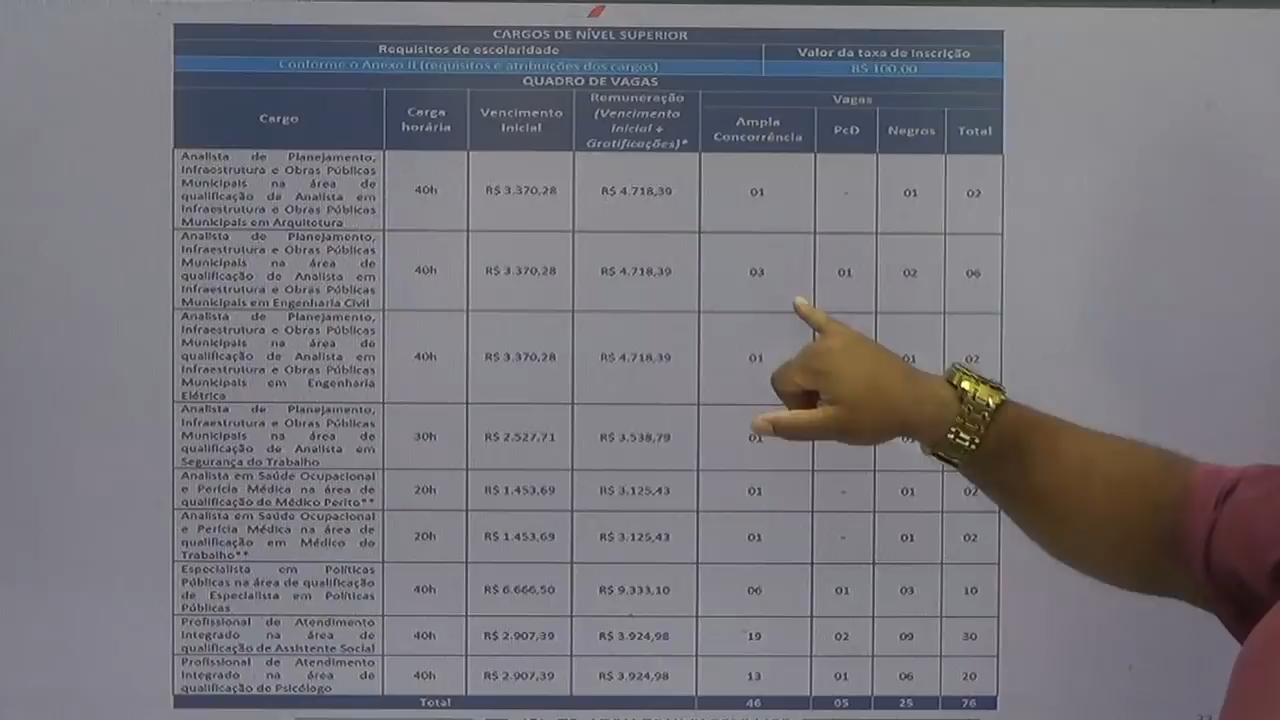 CARGOS DE NÍVEL SUPERIOR
Requisitos de escolaridade
Valor da taxa de inscrição
Conforme o Anexo II (requisitos e atribuições dos cargos)
R$ 100,00
QUADRO DE VAGAS
Cargo
Carga
horária
Vencimento
Inicial
Remuneração
(Vencimento
Inicial +
Gratificações)*
Vagas
Ampla
Concorrência
PcD
Negros
Total
Analista de Planejamento,
Infraestrutura e Obras Públicas
Municipais na área de
qualificação de Analista em
Infraestrutura e Obras Públicas
Municipais em Arquitetura
40h
R$ 3.370,28
R$ 4.718,39
01
-
01
02
Analista de Planejamento,
Infraestrutura e Obras Públicas
Municipais na área de
qualificação de Analista em
Infraestrutura e Obras Públicas
Municipais em Engenharia Civil
40h
R$ 3.370,28
R$ 4.718,39
03
01
02
06
Analista de Planejamento,
Infraestrutura e Obras Públicas
Municipais na área de
qualificação de Analista em
Infraestrutura e Obras Públicas
Municipais em Engenharia
Elétrica
40h
R$ 3.370,28
R$ 4.718,39
01
01
02
Analista de Planejamento,
Infraestrutura e Obras Públicas
Municipais na área de
qualificação de Analista em
Segurança do Trabalho
30h
R$ 2.527,71
R$ 3.538,79
01
Analista em Saúde Ocupacional
e Perícia Médica na área de
qualificação de Médico Perito**
20h
R$ 1.453,69
R$ 3.125,43
01
-
01
02
Analista em Saúde Ocupacional
e Perícia Médica na área de
qualificação em Médico do
Trabalho**
20h
R$ 1.453,69
R$ 3.125,43
01
-
01
02
Especialista em Políticas
Públicas na área de qualificação
de Especialista em Políticas
Públicas
40h
R$ 6.666,50
R$ 9.333,10
06
01
03
10
Profissional de Atendimento
Integrado na área de
qualificação de Assistente Social
40h
R$ 2.907,39
R$ 3.924,98
19
02
09
30
Profissional de Atendimento
Integrado na área de
qualificação de Psicólogo
40h
R$ 2.907,39
R$ 3.924,98
13
01
06
20
Total
46
05
25
76